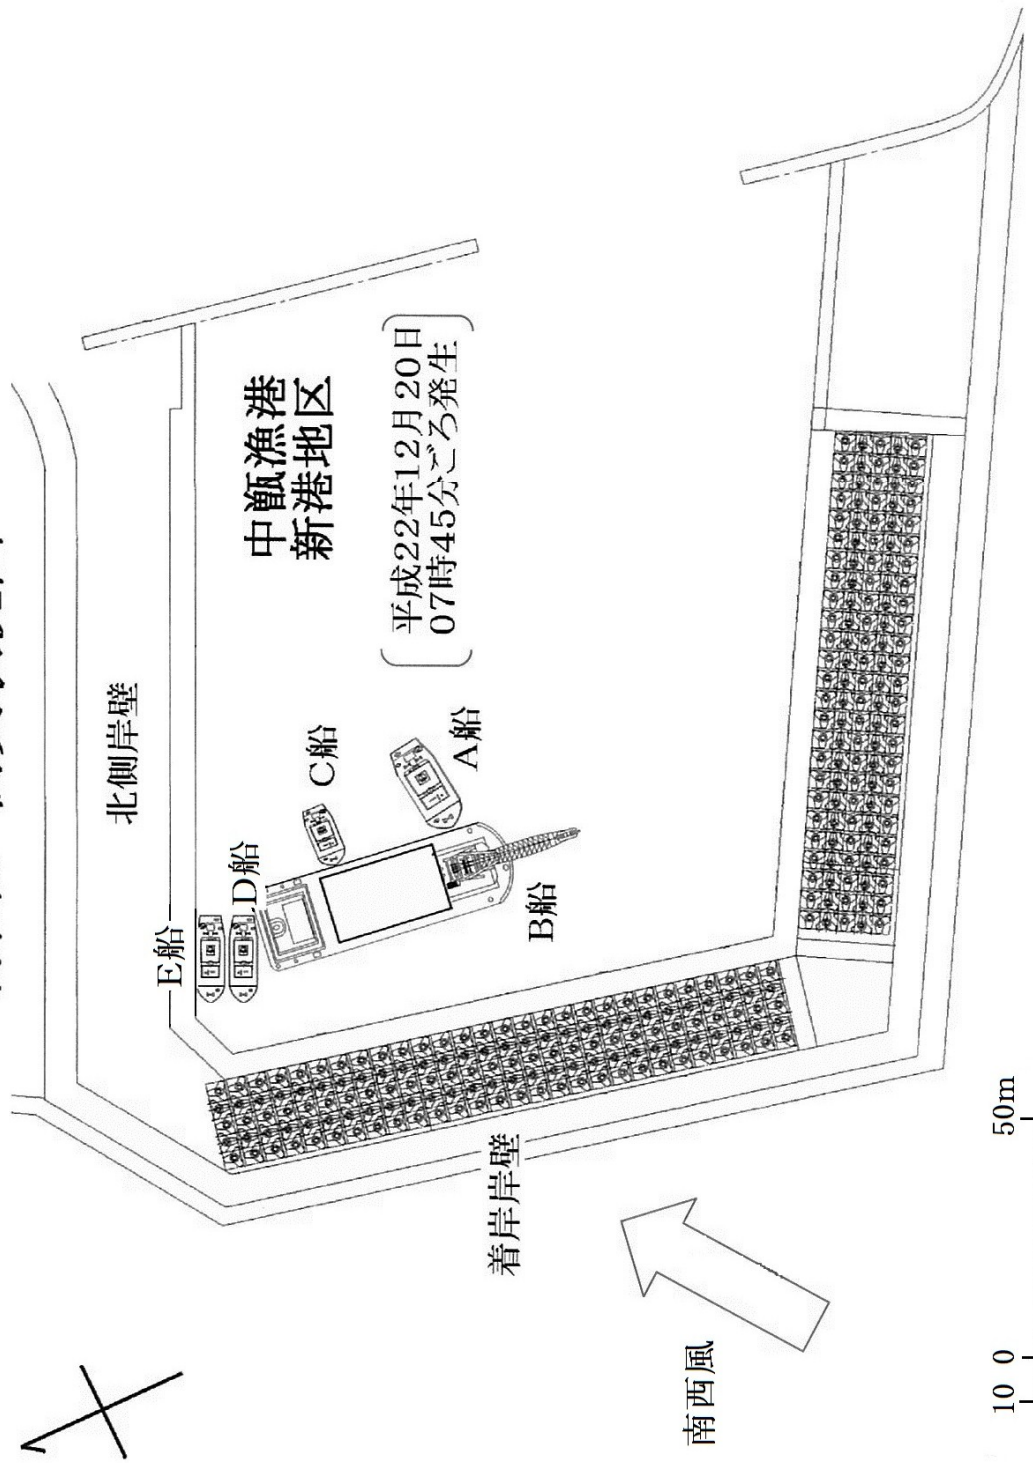 北側岸壁
中甑漁港
新港地区
平成22年12月20日
07時45分ごろ発生
E船
D船
C船
A船
B船
着岸岸壁
南西風
10 0 50m